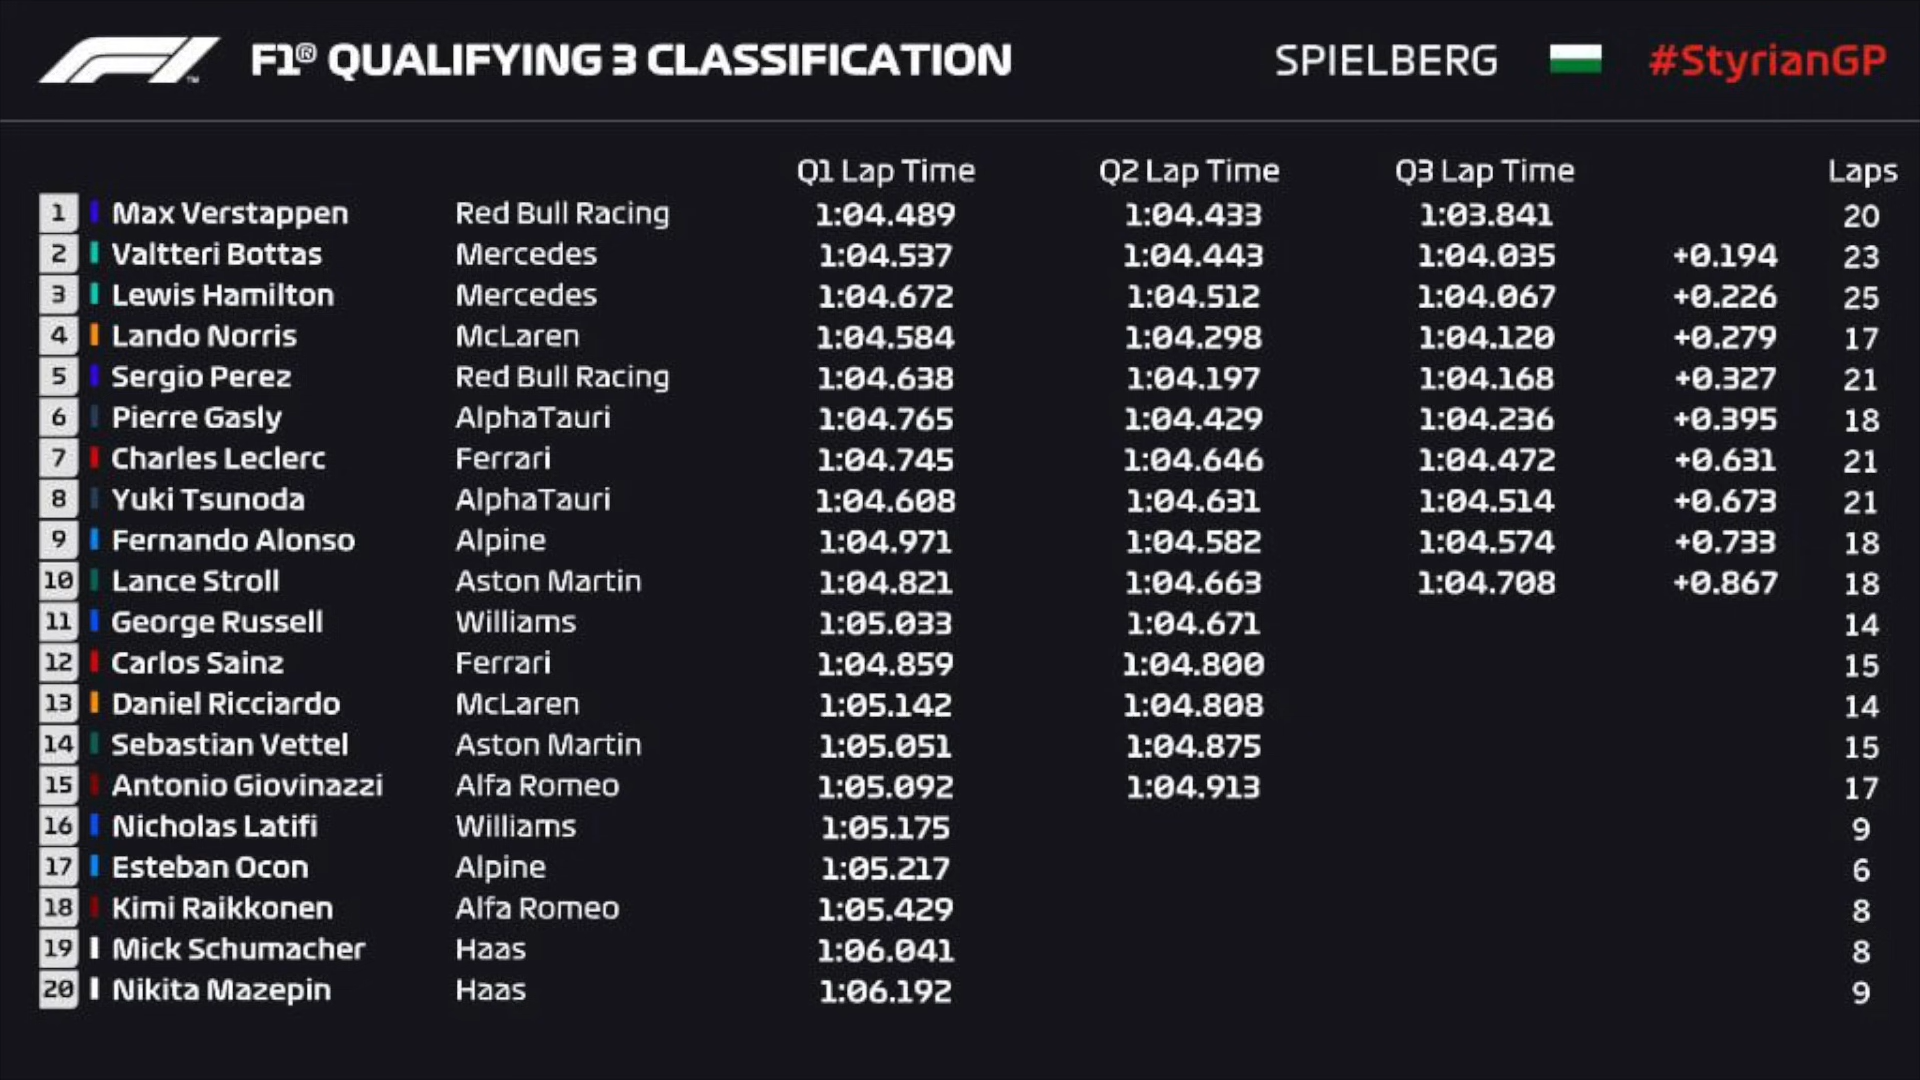 F1® QUALIFYING 3 CLASSIFICATION SPIELBERG #StyrianGP
Q1 Lap Time Q2 Lap Time Q3 Lap Time Laps
1 Max Verstappen Red Bull Racing 1:04.489 1:04.433 1:03.841 20
2 Valtteri Bottas Mercedes 1:04.537 1:04.443 1:04.035 +0.194 23
3 Lewis Hamilton Mercedes 1:04.672 1:04.512 1:04.067 +0.226 25
4 Lando Norris McLaren 1:04.584 1:04.298 1:04.120 +0.279 17
5 Sergio Perez Red Bull Racing 1:04.638 1:04.197 1:04.168 +0.327 21
6 Pierre Gasly AlphaTauri 1:04.765 1:04.429 1:04.236 +0.395 18
7 Charles Leclerc Ferrari 1:04.745 1:04.646 1:04.472 +0.631 21
8 Yuki Tsunoda AlphaTauri 1:04.608 1:04.631 1:04.514 +0.673 21
9 Fernando Alonso Alpine 1:04.971 1:04.582 1:04.574 +0.733 18
10 Lance Stroll Aston Martin 1:04.821 1:04.663 1:04.708 +0.867 18
11 George Russell Williams 1:05.033 1:04.671 14
12 Carlos Sainz Ferrari 1:04.859 1:04.800 15
13 Daniel Ricciardo McLaren 1:05.142 1:04.808 14
14 Sebastian Vettel Aston Martin 1:05.051 1:04.875 15
15 Antonio Giovinazzi Alfa Romeo 1:05.092 1:04.913 17
16 Nicholas Latifi Williams 1:05.175 9
17 Esteban Ocon Alpine 1:05.217 6
18 Kimi Raikkonen Alfa Romeo 1:05.429 8
19 Mick Schumacher Haas 1:06.041 8
20 Nikita Mazepin Haas 1:06.192 9